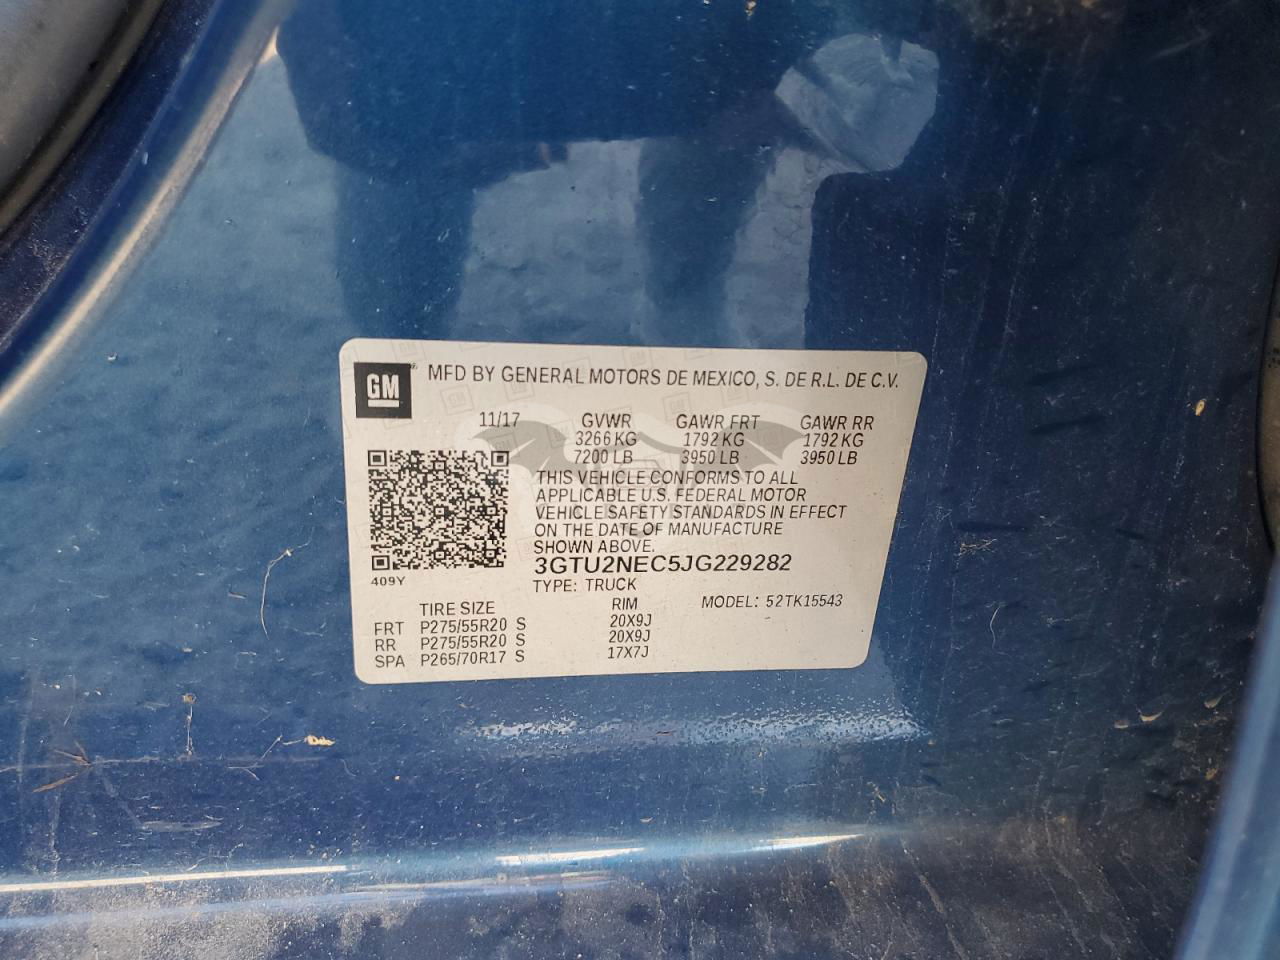 GM® MFD BY GENERAL MOTORS DE MEXICO, S. DE R.L. DE C.V.
11/17 GVWR GAWR FRT GAWR RR
3266 KG 1792 KG 1792 KG
7200 LB 3950 LB 3950 LB
THIS VEHICLE CONFORMS TO ALL
APPLICABLE U.S. FEDERAL MOTOR
VEHICLE SAFETY STANDARDS IN EFFECT
ON THE DATE OF MANUFACTURE
SHOWN ABOVE.
3GTU2NEC5JG229282
409Y TYPE: TRUCK
TIRE SIZE RIM MODEL: 52TK15543
FRT P275/55R20 S 20X9J
RR P275/55R20 S 20X9J
SPA P265/70R17 S 17X7J